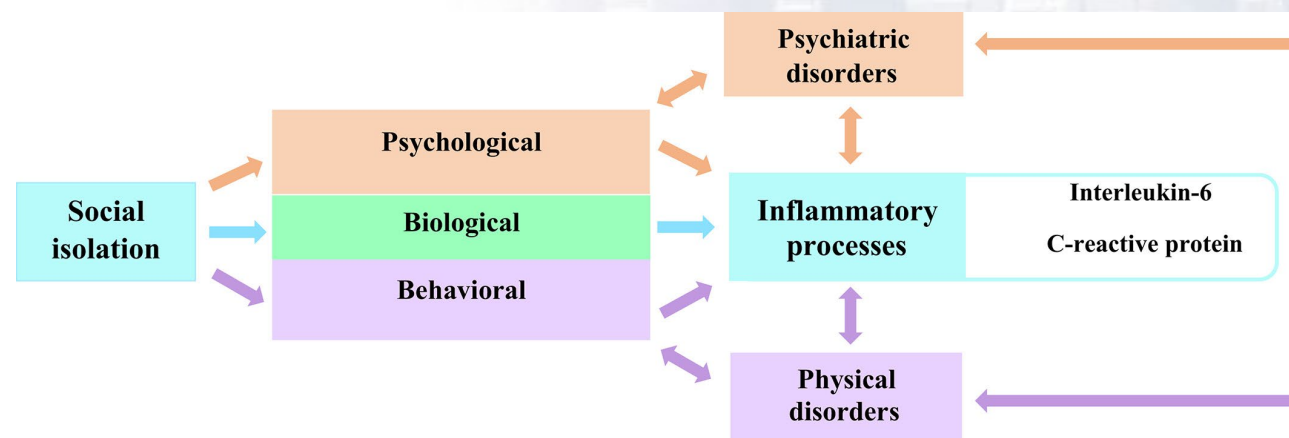 Psychiatric
disorders
Psychological
Social
isolation
Biological
Behavioral
Inflammatory
processes
Interleukin-6
C-reactive protein
Physical
disorders